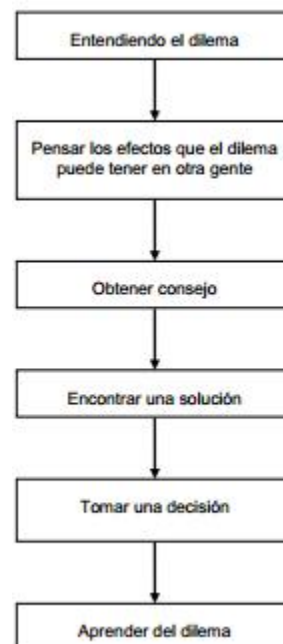 Entendiendo el dilema
Pensar los efectos que el dilema
puede tener en otra gente
Obtener consejo
Encontrar una solución
Tomar una decisión
Aprender del dilema